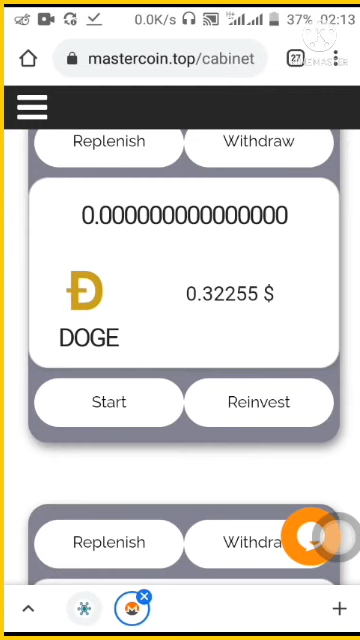 0.0K/s 37% 02:13
mastercoin.top/cabinet 27
KINEMASTER
Replenish Withdraw
0.000000000000000
Đ 0.32255 $
DOGE
Start Reinvest
Replenish Withdra